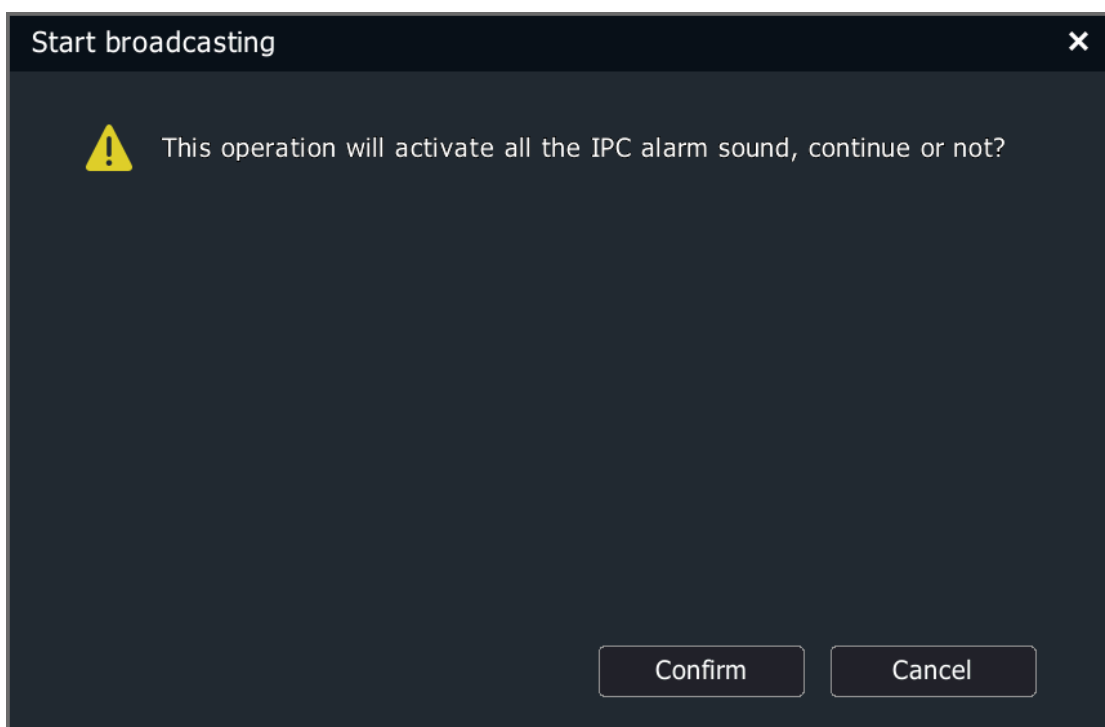 Start broadcasting
This operation will activate all the IPC alarm sound, continue or not?
Confirm Cancel